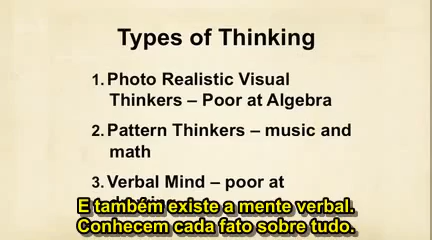 Types of Thinking
1. Photo Realistic Visual
Thinkers – Poor at Algebra
2. Pattern Thinkers – music and
math
3. Verbal Mind – poor at
E também existe a mente verbal.
Conhecem cada fato sobre tudo.